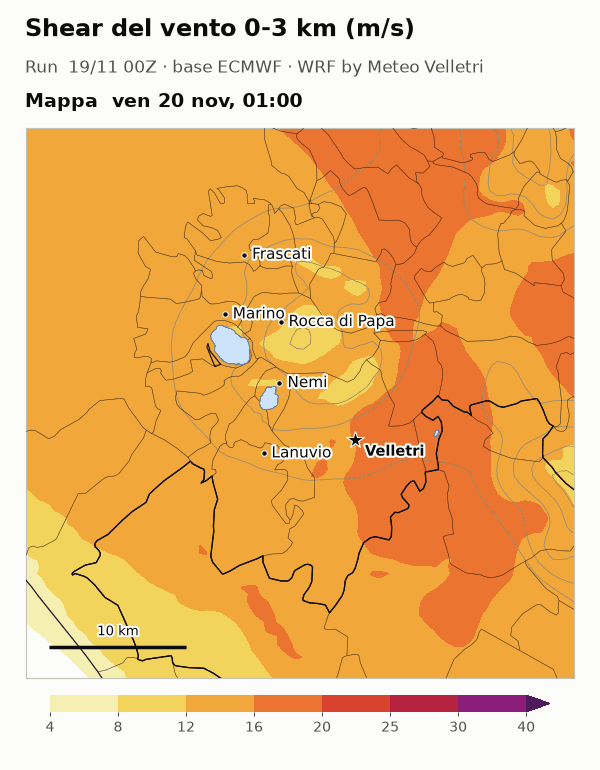 Shear del vento 0-3 km (m/s)
Run  19/11 00Z · base ECMWF · WRF by Meteo Velletri
Mappa  ven 20 nov, 01:00
Frascati
Marino
Rocca di Papa
Nemi
Velletri
Lanuvio
10 km
4 8 12 16 20 25 30 40